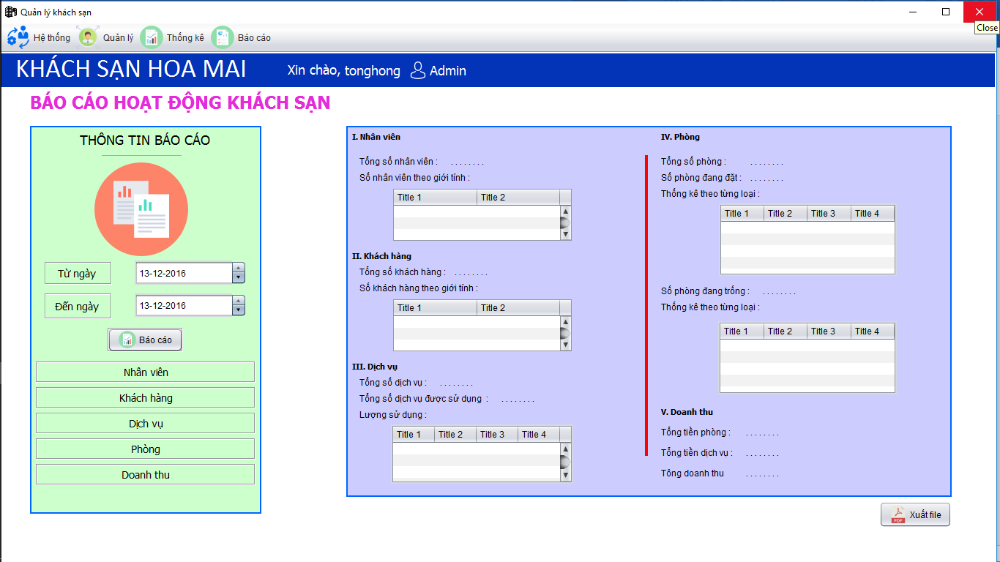 Quản lý khách sạn
Close
Hệ thống Quản lý Thống kê Báo cáo
KHÁCH SẠN HOA MAI Xin chào, tonghong Admin
BÁO CÁO HOẠT ĐỘNG KHÁCH SẠN
THÔNG TIN BÁO CÁO
Từ ngày 13-12-2016
Đến ngày 13-12-2016
Báo cáo
Nhân viên
Khách hàng
Dịch vụ
Phòng
Doanh thu
I. Nhân viên
Tổng số nhân viên : . . . . . . . .
Số nhân viên theo giới tính :
Title 1 Title 2
II. Khách hàng
Tổng số khách hàng : . . . . . . . .
Số khách hàng theo giới tính :
Title 1 Title 2
III. Dịch vụ
Tổng số dịch vụ : . . . . . . . .
Tổng số dịch vụ được sử dụng : . . . . . . . .
Lượng sử dụng :
Title 1 Title 2 Title 3 Title 4
IV. Phòng
Tổng số phòng : . . . . . . . .
Số phòng đang đặt : . . . . . . . .
Thống kê theo từng loại :
Title 1 Title 2 Title 3 Title 4
Số phòng đang trống : . . . . . . . .
Thống kê theo từng loại :
Title 1 Title 2 Title 3 Title 4
V. Doanh thu
Tổng tiền phòng : . . . . . . . .
Tổng tiền dịch vụ : . . . . . . . .
Tông doanh thu . . . . . . . .
PDF Xuất file